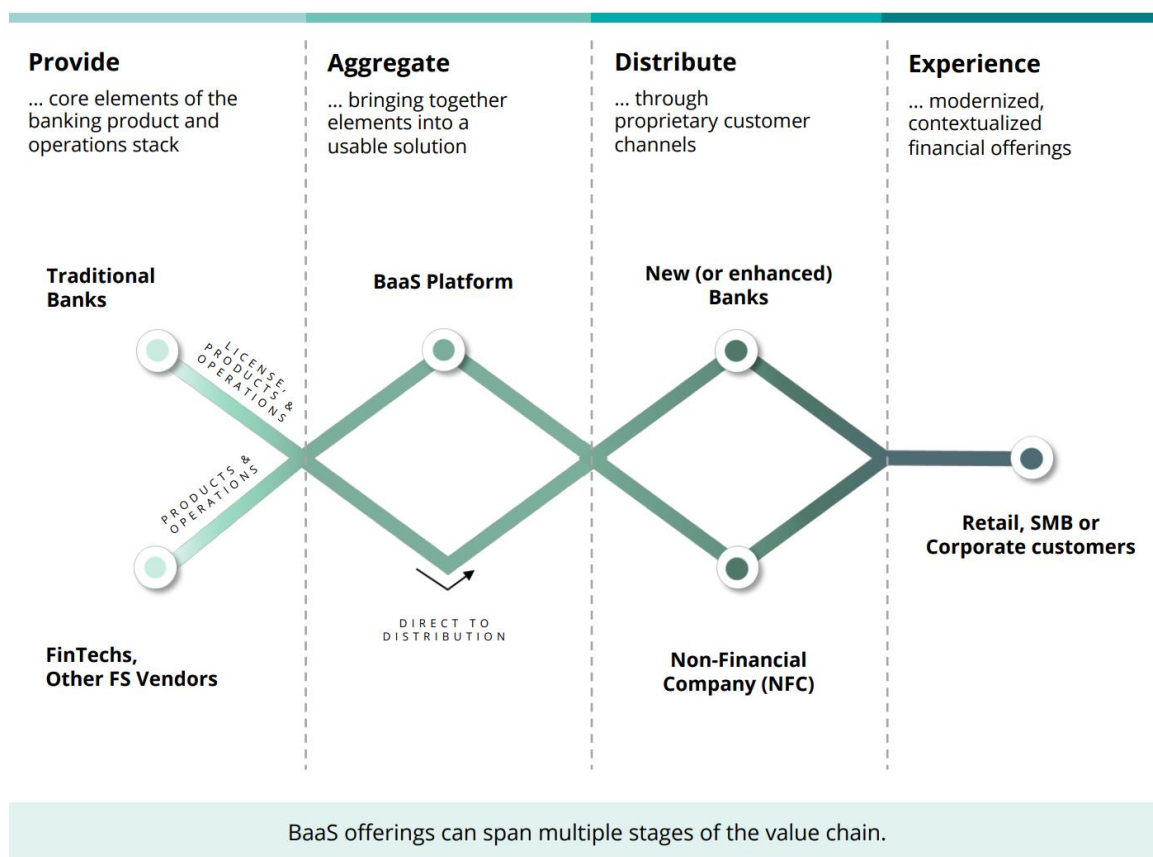 Provide
... core elements of the
banking product and
operations stack
Aggregate
... bringing together
elements into a
usable solution
Distribute
... through
proprietary customer
channels
Experience
... modernized,
contextualized
financial offerings
Traditional
Banks
LICENSE,
PRODUCTS &
OPERATIONS
PRODUCTS &
OPERATIONS
FinTechs,
Other FS Vendors
BaaS Platform
DIRECT TO
DISTRIBUTION
New (or enhanced)
Banks
Non-Financial
Company (NFC)
Retail, SMB or
Corporate customers
BaaS offerings can span multiple stages of the value chain.